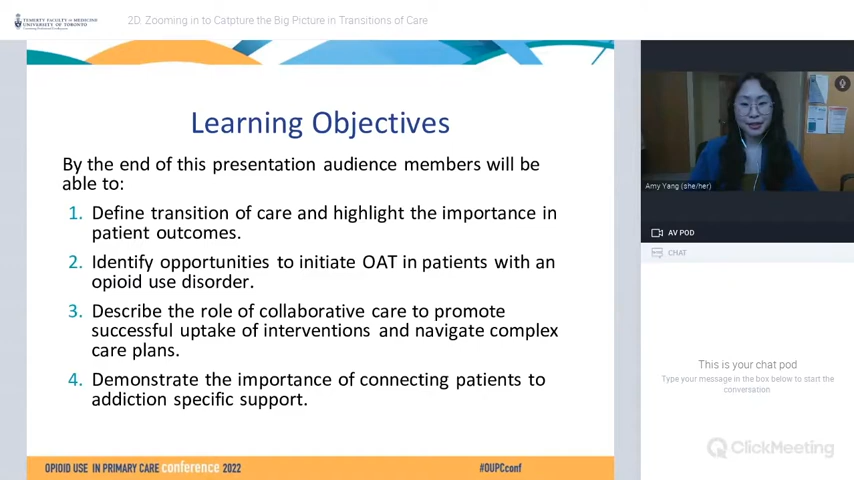 TEMERTY FACULTY OF MEDICINE
UNIVERSITY OF TORONTO
2D: Zooming in to Catpture the Big Picture in Transitions of Care
Learning Objectives
By the end of this presentation audience members will be
able to:
1. Define transition of care and highlight the importance in
patient outcomes.
2. Identify opportunities to initiate OAT in patients with an
opioid use disorder.
3. Describe the role of collaborative care to promote
successful uptake of interventions and navigate complex
care plans.
4. Demonstrate the importance of connecting patients to
addiction specific support.
OPIOID USE IN PRIMARY CARE conference 2022
#OUPCconf
Amy Yang (she/her)
AV POD
CHAT
This is your chat pod
Type your message in the box below to start the
conversation.
ClickMeeting